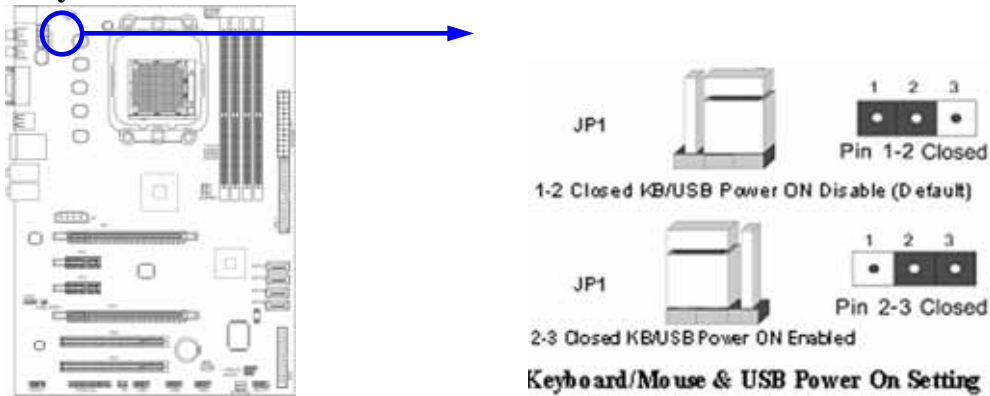 1 2 3
JP1
Pin 1-2 Closed
1-2 Closed KB/USB Power ON Disable (Default)
1 2 3
JP1
Pin 2-3 Closed
2-3 Closed KB/USB Power ON Enabled
Keyboard/Mouse & USB Power On Setting